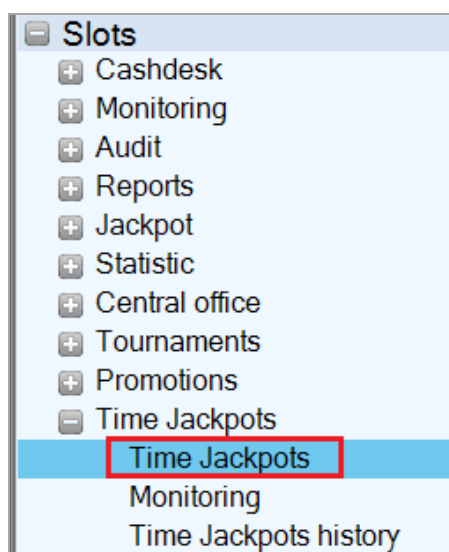 Slots
Cashdesk
Monitoring
Audit
Reports
Jackpot
Statistic
Central office
Tournaments
Promotions
Time Jackpots
Time Jackpots
Monitoring
Time Jackpots history